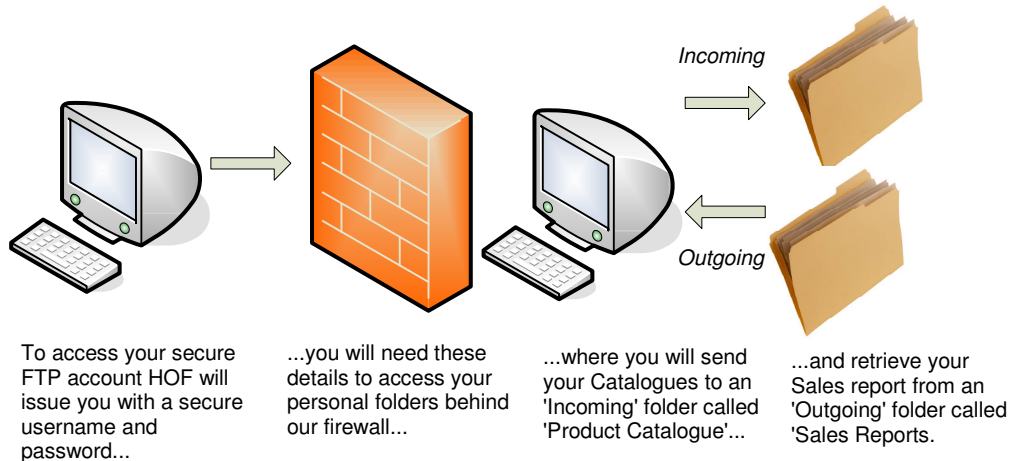 Incoming
Outgoing
To access your secure
FTP account HOF will
issue you with a secure
username and
password...
...you will need these
details to access your
personal folders behind
our firewall...
...where you will send
your Catalogues to an
'Incoming' folder called
'Product Catalogue'...
...and retrieve your
Sales report from an
'Outgoing' folder called
'Sales Reports.